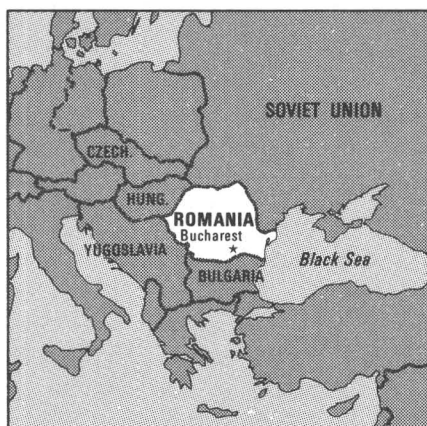 SOVIET UNION
CZECH.
HUNG.
ROMANIA
Bucharest
YUGOSLAVIA
BULGARIA
Black Sea